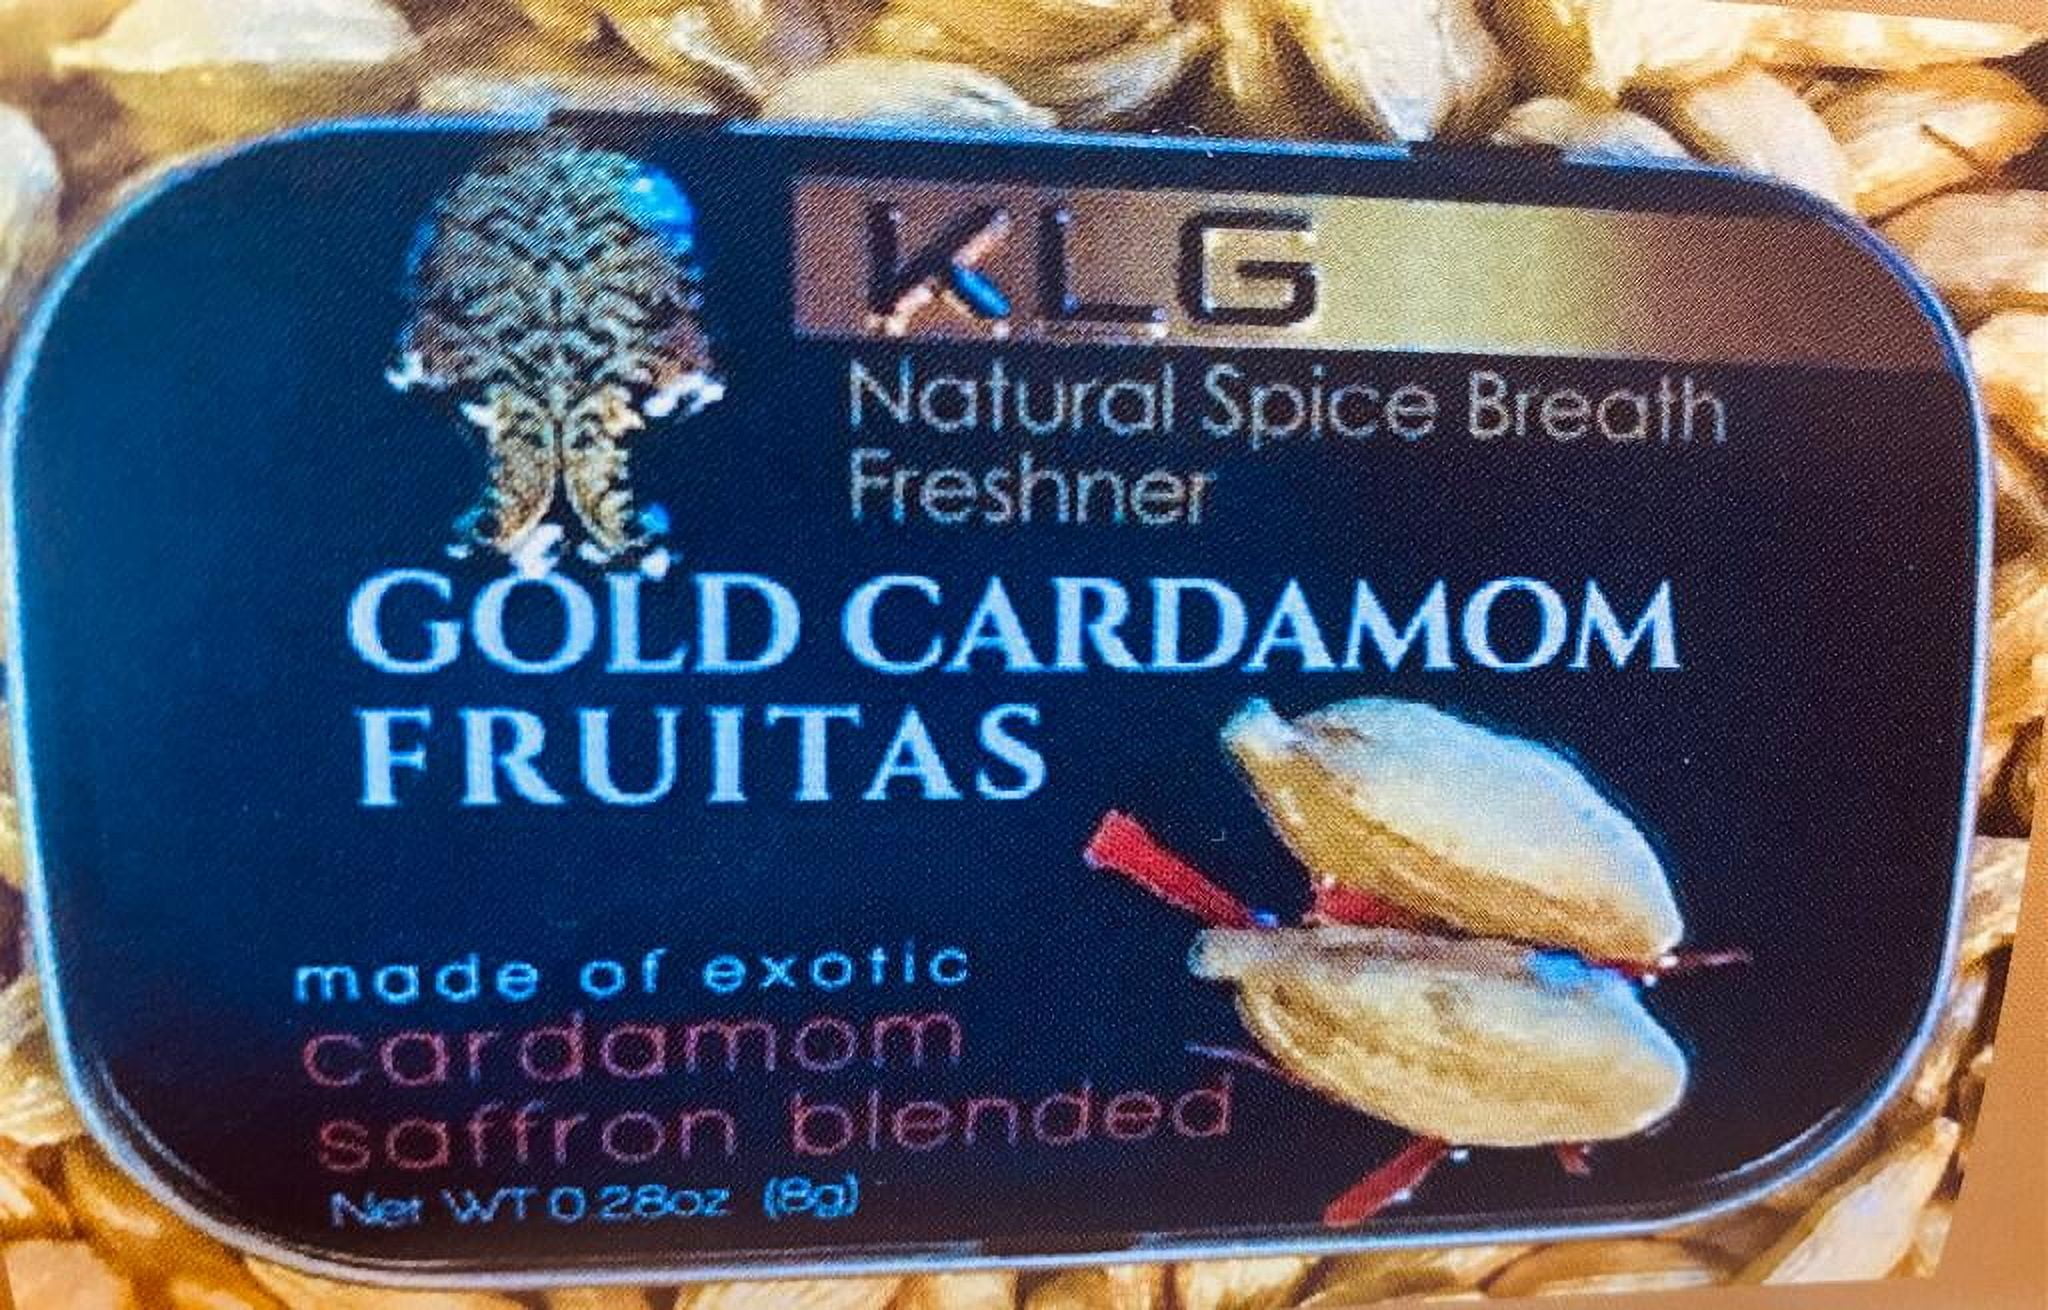 KLG
Natural Spice Breath
Freshner
GOLD CARDAMOM
FRUITAS
made of exotic
cardamom
saffron blended
Net WT 0.28oz (8g)